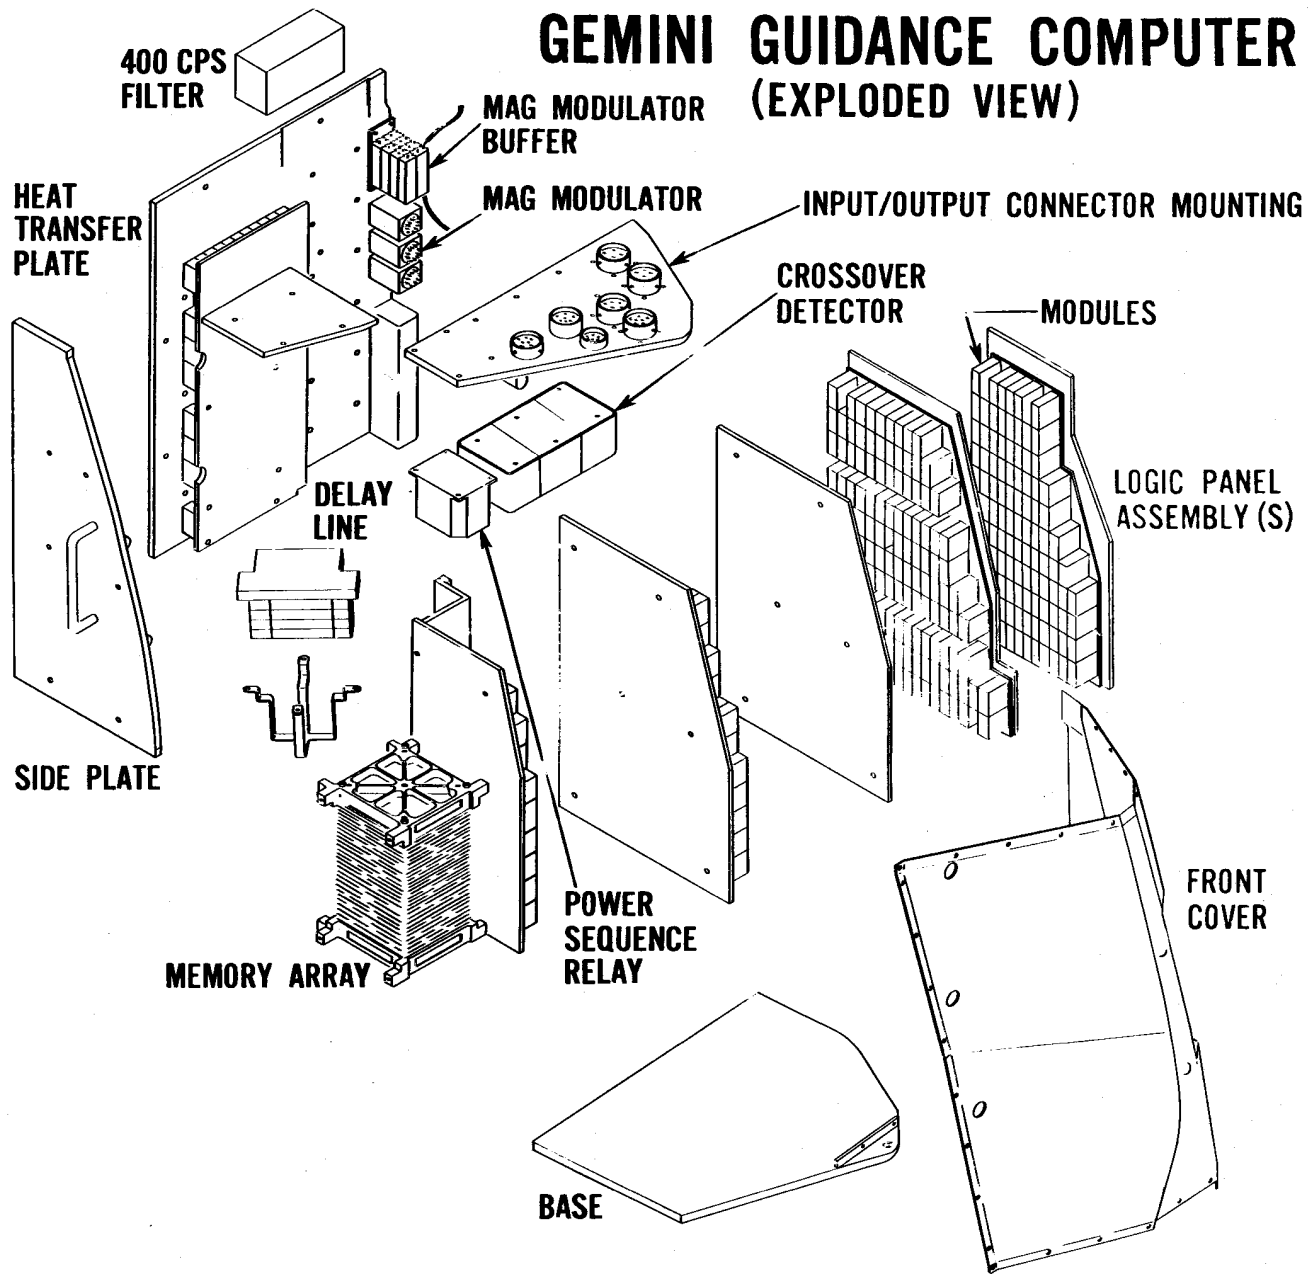 GEMINI GUIDANCE COMPUTER
(EXPLODED VIEW)
400 CPS
FILTER
MAG MODULATOR
BUFFER
HEAT
TRANSFER
PLATE
MAG MODULATOR
INPUT/OUTPUT CONNECTOR MOUNTING
CROSSOVER
DETECTOR
MODULES
LOGIC PANEL
ASSEMBLY (S)
DELAY
LINE
SIDE PLATE
MEMORY ARRAY
POWER
SEQUENCE
RELAY
FRONT
COVER
BASE